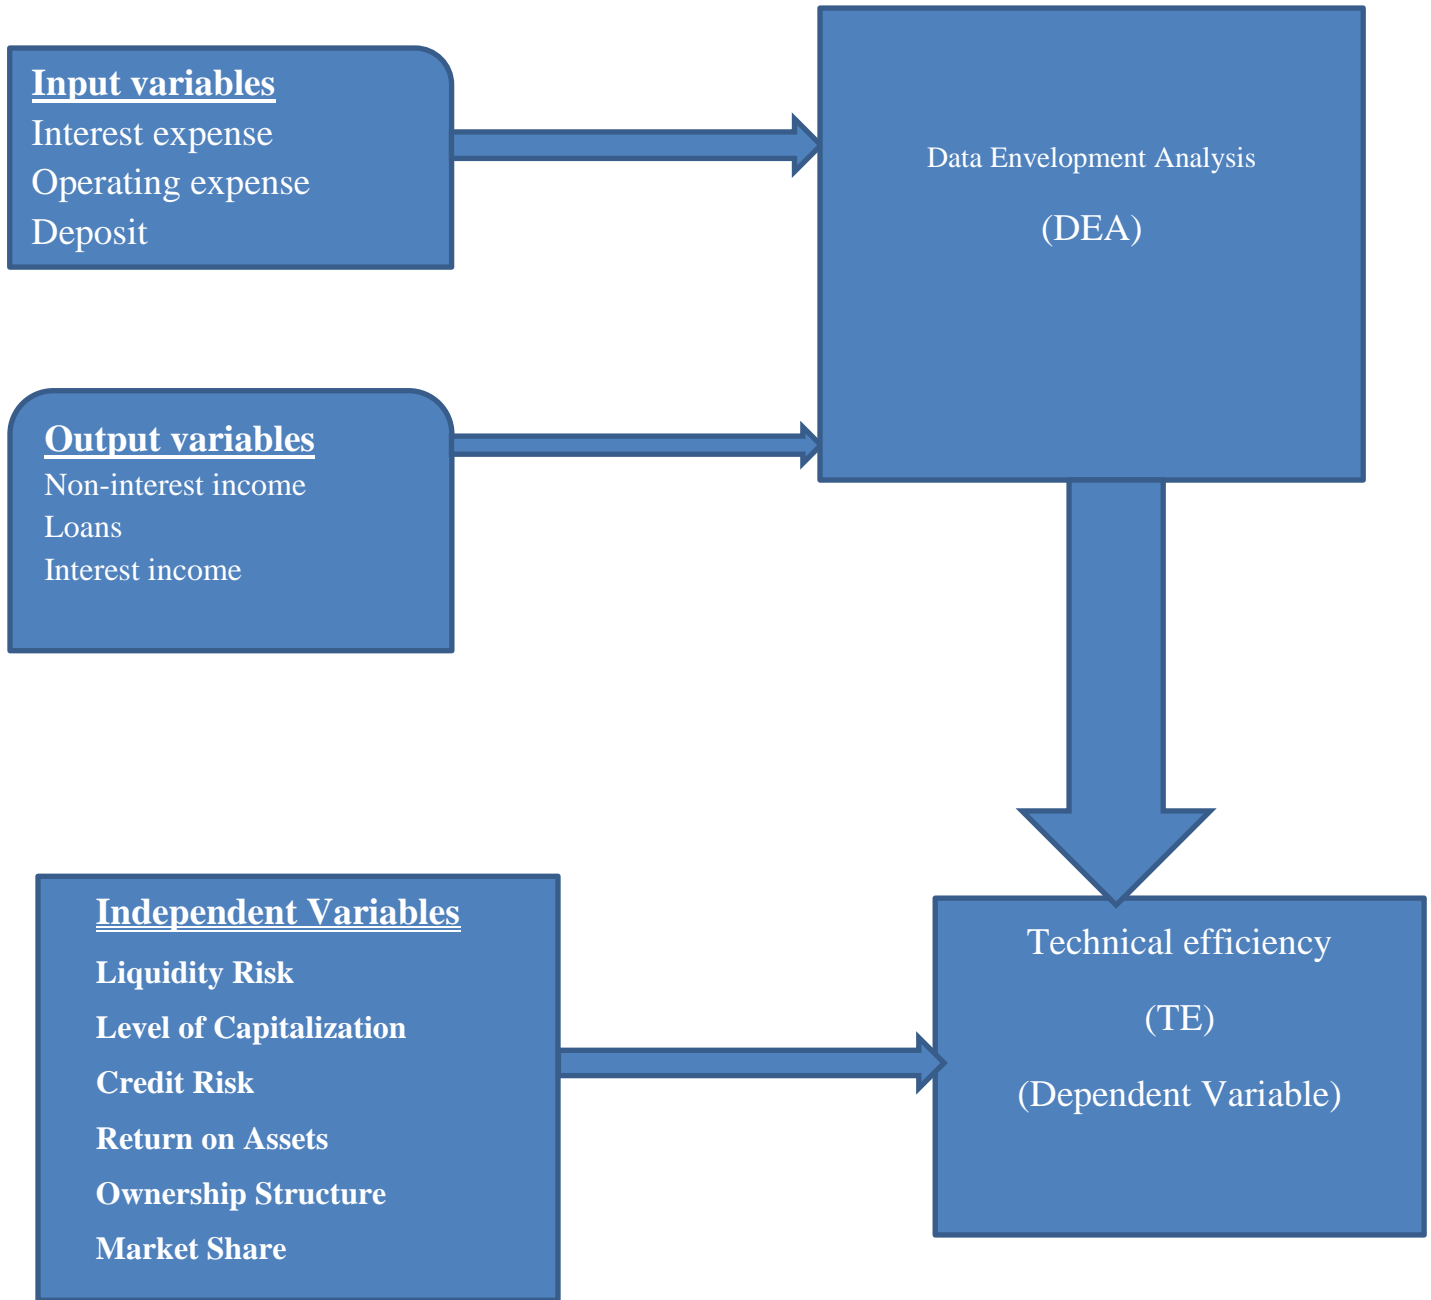 Input variables
Interest expense
Operating expense
Deposit
Data Envelopment Analysis
(DEA)
Output variables
Non-interest income
Loans
Interest income
Independent Variables
Liquidity Risk
Level of Capitalization
Credit Risk
Return on Assets
Ownership Structure
Market Share
Technical efficiency
(TE)
(Dependent Variable)